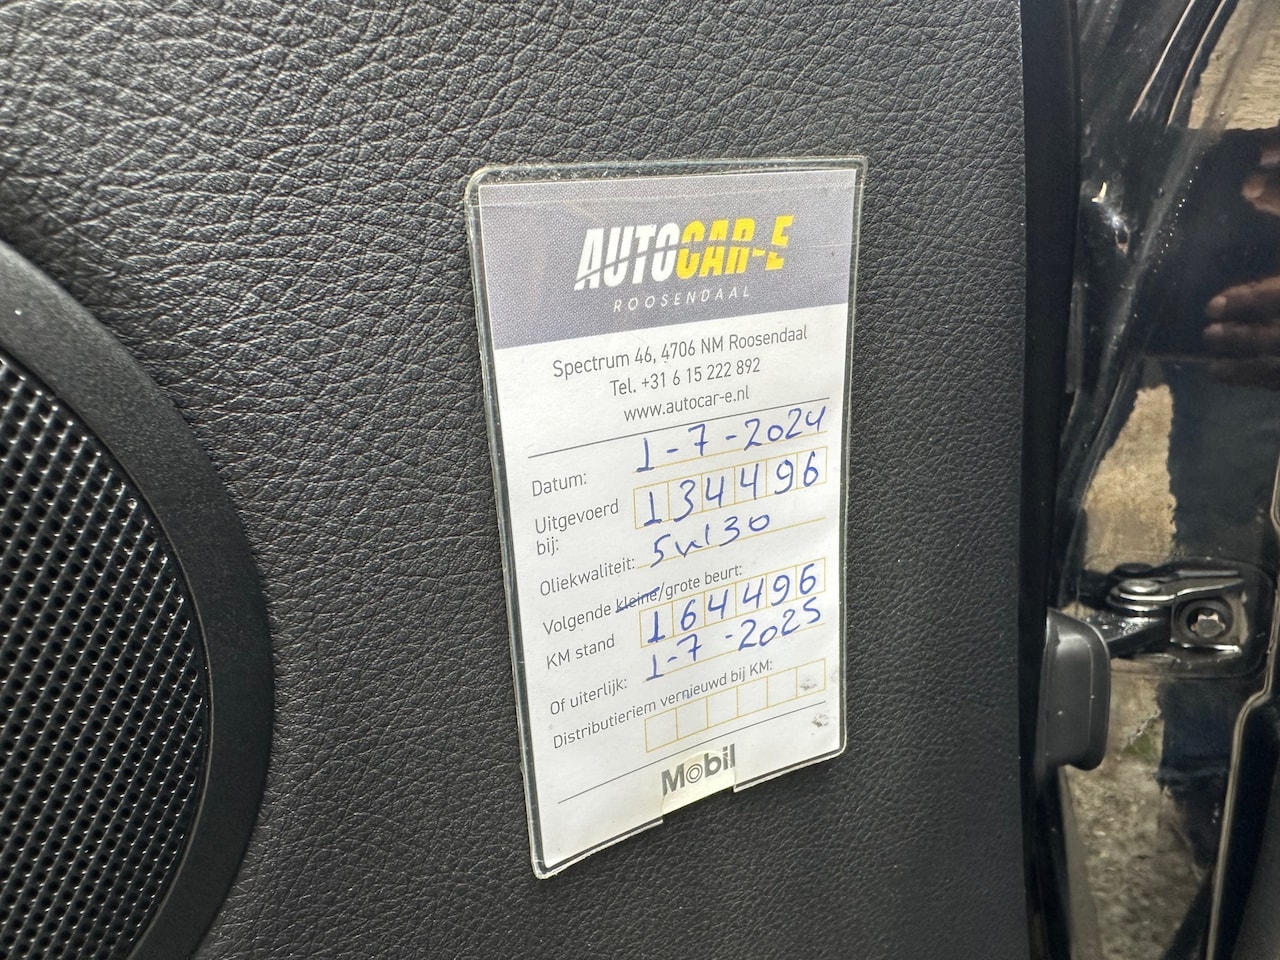 AUTOCAR-E
ROOSENDAAL
Spectrum 46, 4706 NM Roosendaal
Tel. +31 6 15 222 892
www.autocar-e.nl
Datum: 1-7-2024
Uitgevoerd bij: 134496
Oliekwaliteit: 5w30
Volgende kleine/grote beurt:
KM stand 164496
Of uiterlijk: 1-7-2025
Distributieriem vernieuwd bij KM:
Mobil